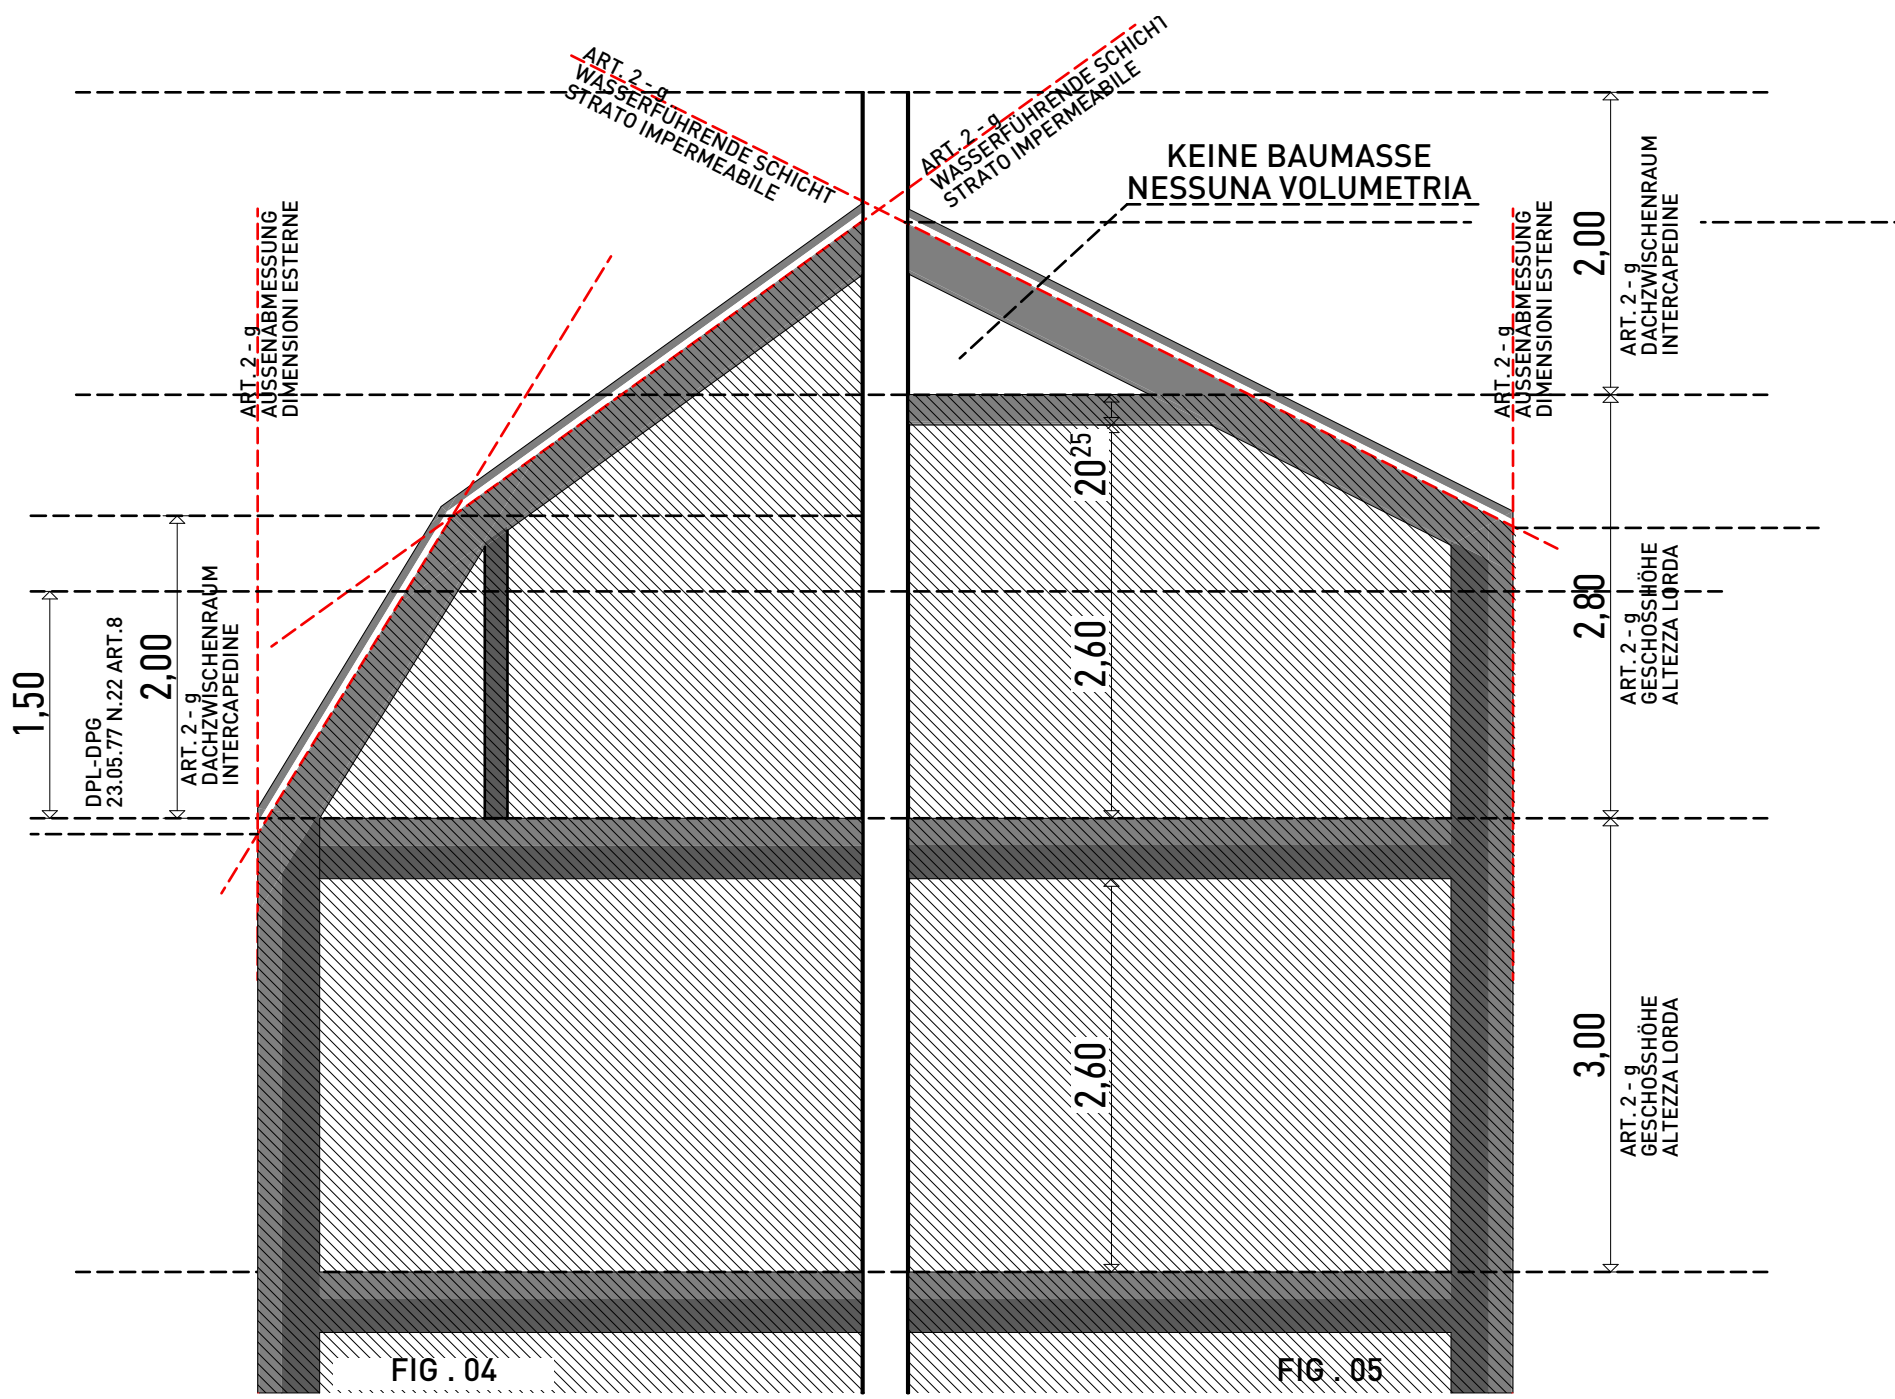 ART. 2 - g
WASSERFÜHRENDE SCHICHT
STRATO IMPERMEABILE
ART. 2 - g
WASSERFÜHRENDE SCHICHT
STRATO IMPERMEABILE
KEINE BAUMASSE
NESSUNA VOLUMETRIA
ART. 2 - g
AUSSENABMESSUNG
DIMENSIONI ESTERNE
ART. 2 - g
AUSSENABMESSUNG
DIMENSIONI ESTERNE
2,00
ART. 2 - g
DACHZWISCHENRAUM
INTERCAPEDINE
1,50
DPL-DPG
23.05.77 N.22 ART.8
2,00
ART. 2 - g
DACHZWISCHENRAUM
INTERCAPEDINE
20 25
2,60
2,80
ART. 2 - g
GESCHOSSHÖHE
ALTEZZA LORDA
2,60
3,00
ART. 2 - g
GESCHOSSHÖHE
ALTEZZA LORDA
FIG . 04
FIG . 05